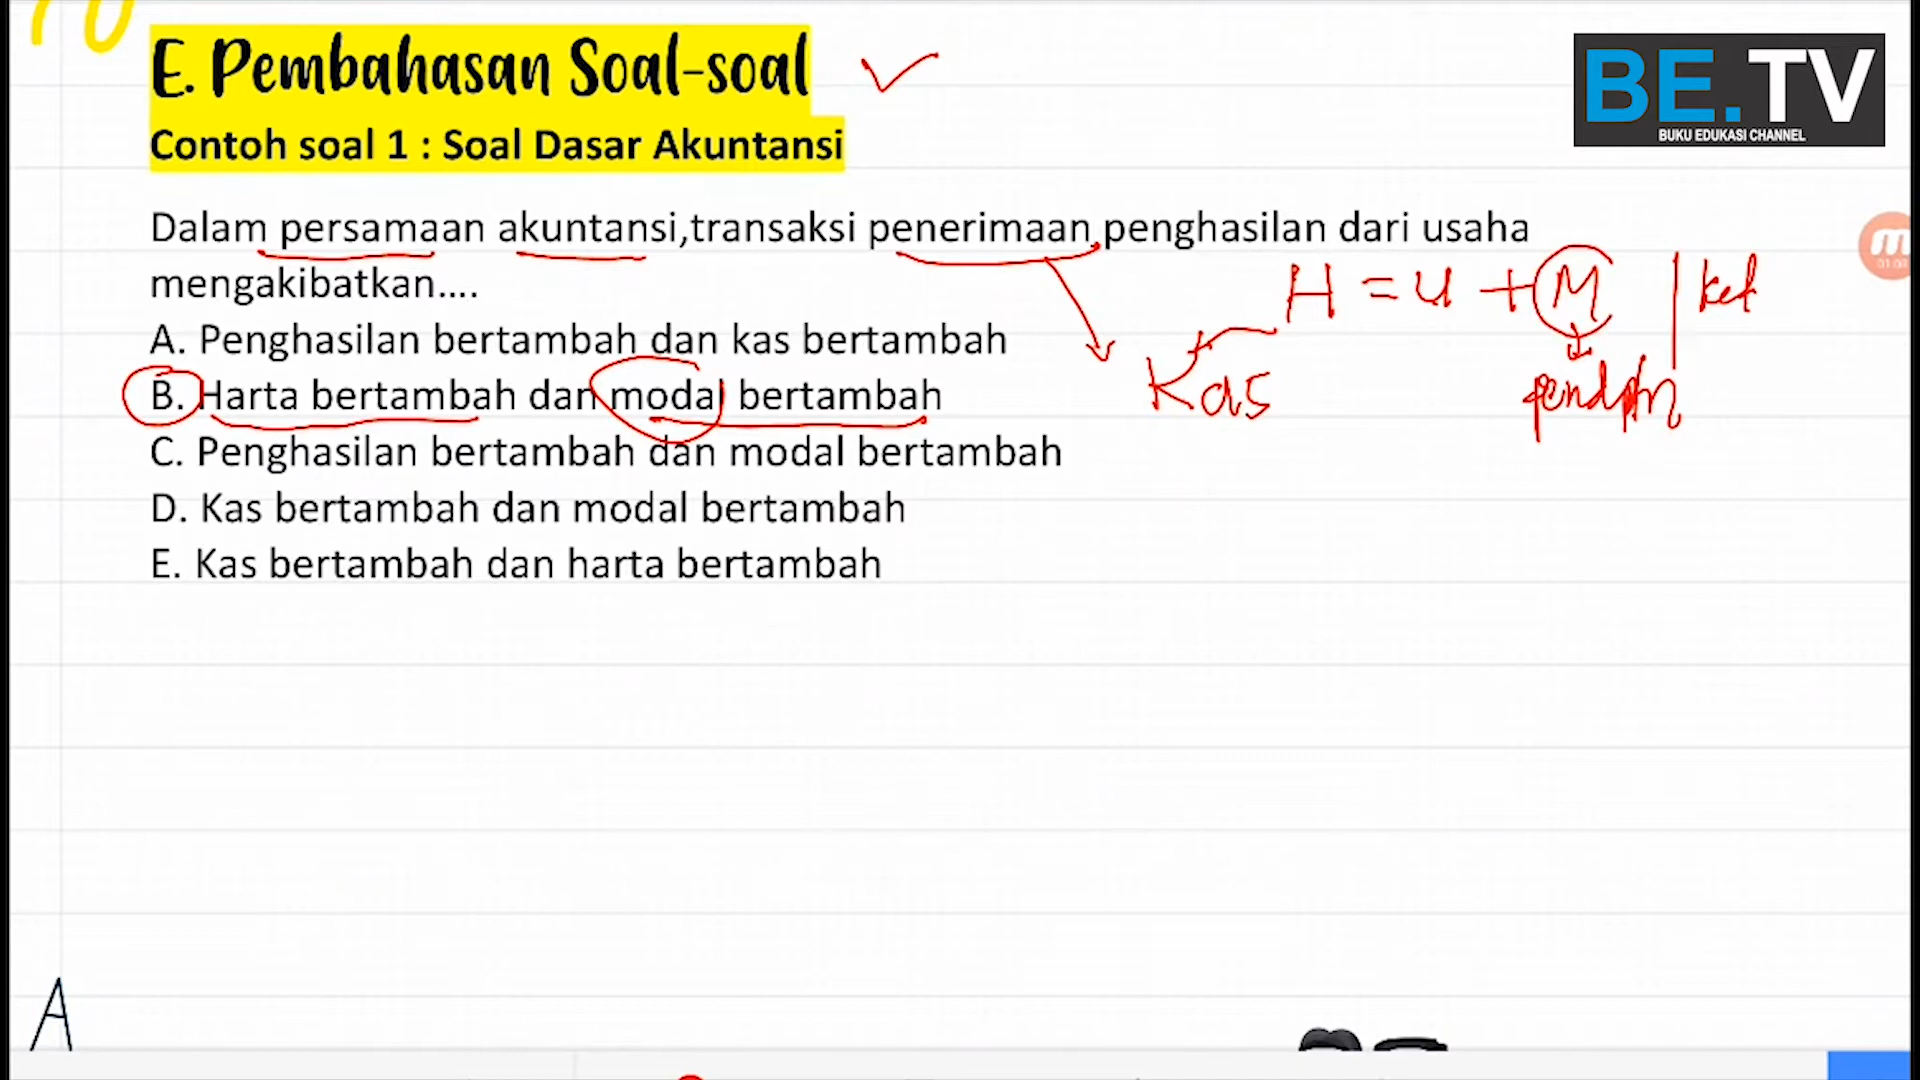 E. Pembahasan Soal-soal
BE.TV
BUKU EDUKASI CHANNEL
Contoh soal 1 : Soal Dasar Akuntansi
Dalam persamaan akuntansi,transaksi penerimaan penghasilan dari usaha
mengakibatkan....
H = U + M | ket
A. Penghasilan bertambah dan kas bertambah
Kas
B. Harta bertambah dan modal bertambah
C. Penghasilan bertambah dan modal bertambah
D. Kas bertambah dan modal bertambah
E. Kas bertambah dan harta bertambah
A